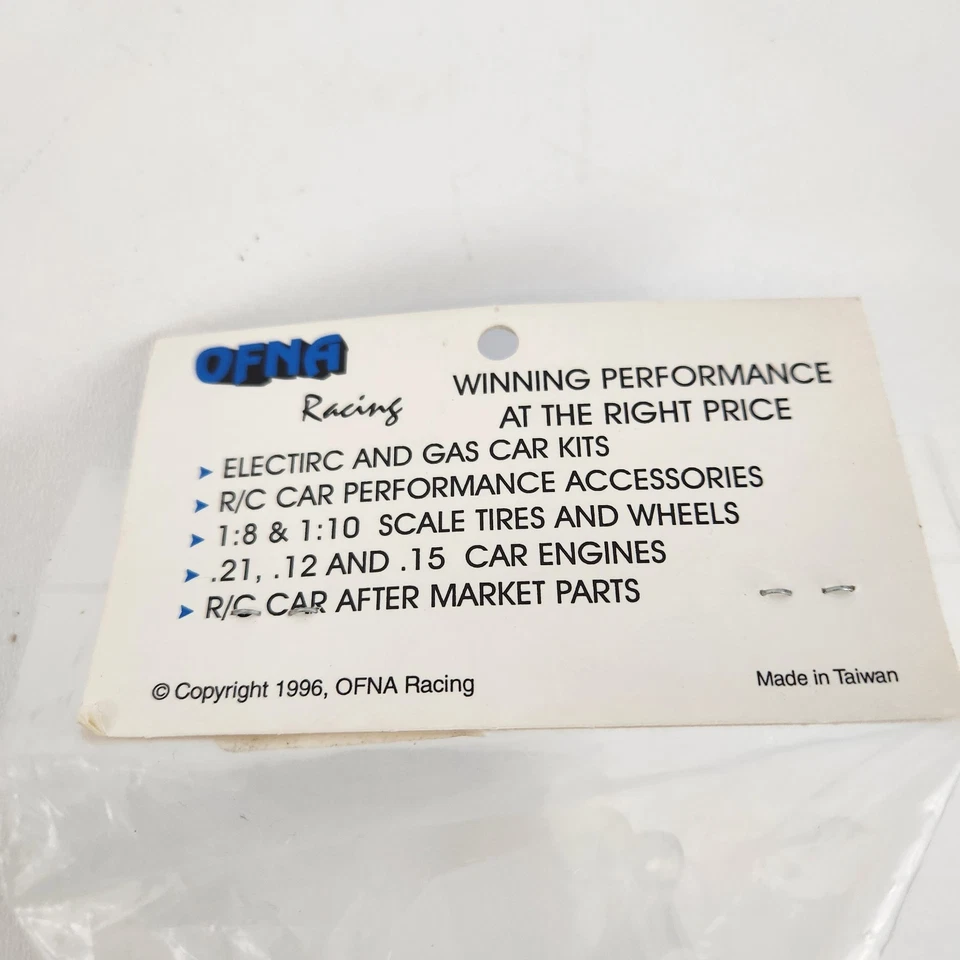 OFNA
Racing
WINNING PERFORMANCE
AT THE RIGHT PRICE
ELECTIRC AND GAS CAR KITS
R/C CAR PERFORMANCE ACCESSORIES
1:8 & 1:10 SCALE TIRES AND WHEELS
.21, .12 AND .15 CAR ENGINES
R/C CAR AFTER MARKET PARTS
© Copyright 1996, OFNA Racing
Made in Taiwan